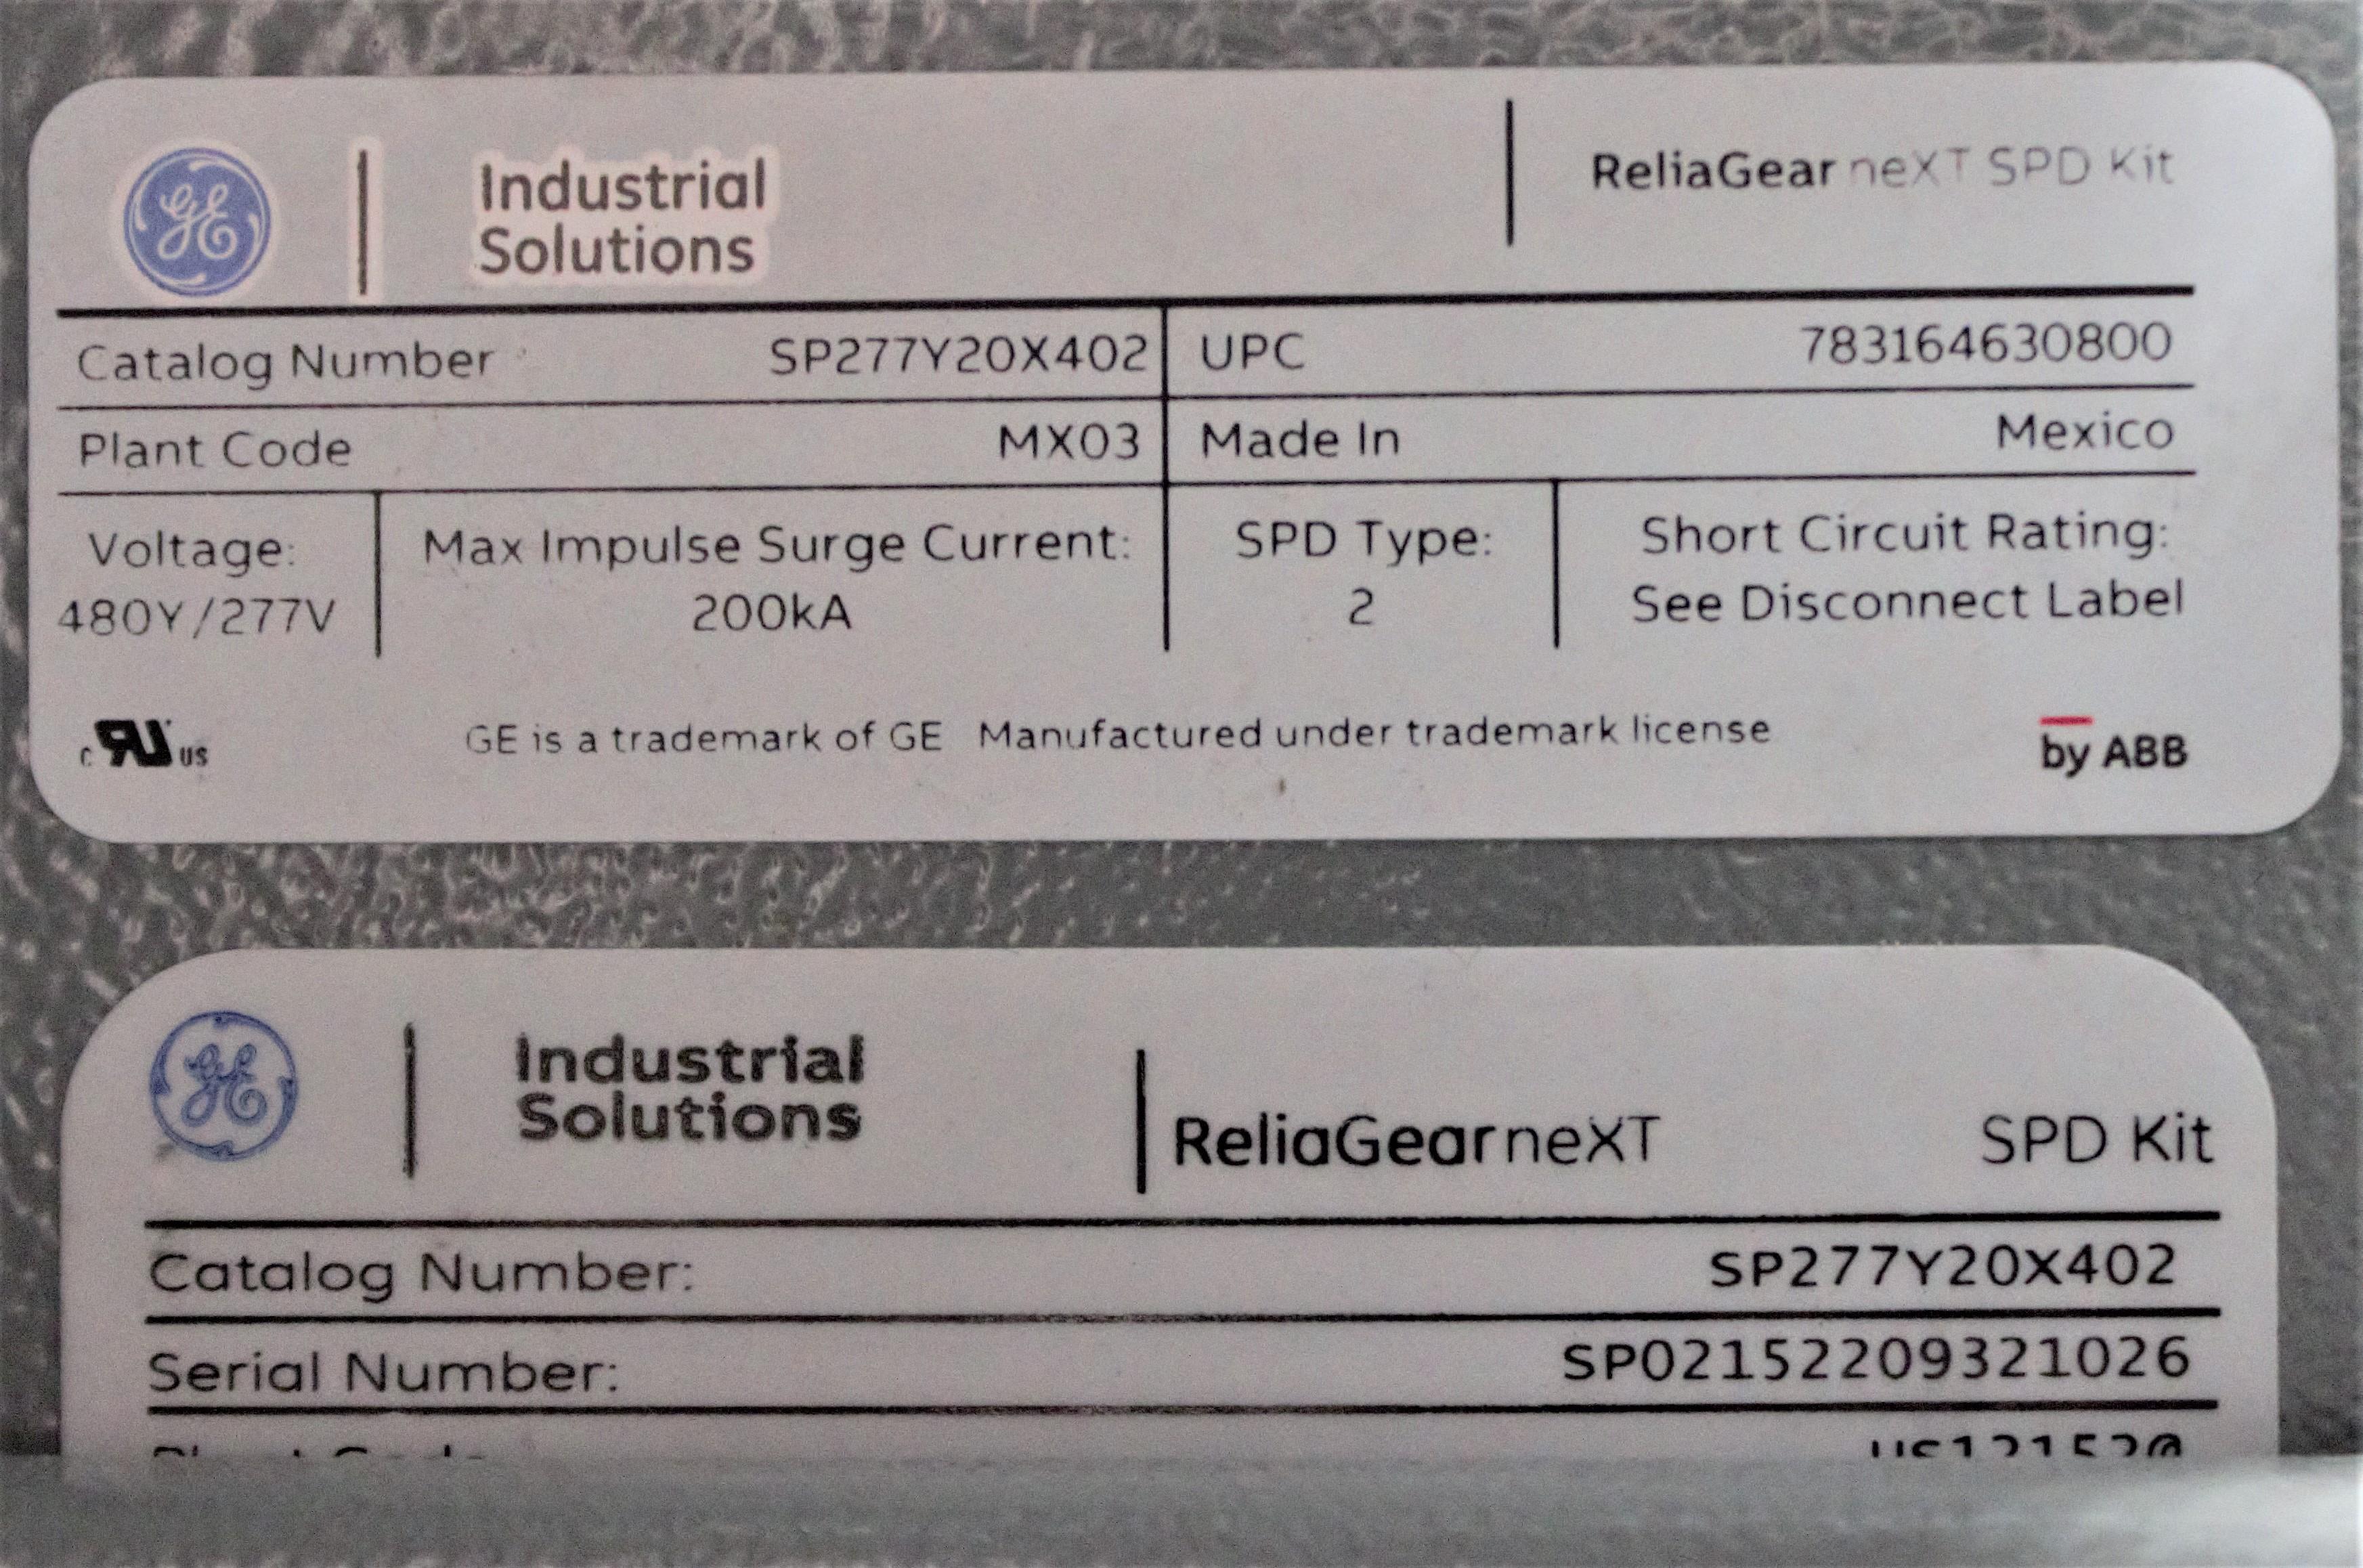 GE
Industrial
Solutions
ReliaGear neXT SPD Kit
Catalog Number SP277Y20X402 UPC 783164630800
Plant Code MX03 Made In Mexico
Voltage: Max Impulse Surge Current: SPD Type: Short Circuit Rating:
480Y/277V 200kA 2 See Disconnect Label
c RU us GE is a trademark of GE Manufactured under trademark license by ABB
GE
Industrial
Solutions
ReliaGear neXT SPD Kit
Catalog Number: SP277Y20X402
Serial Number: SP02152209321026